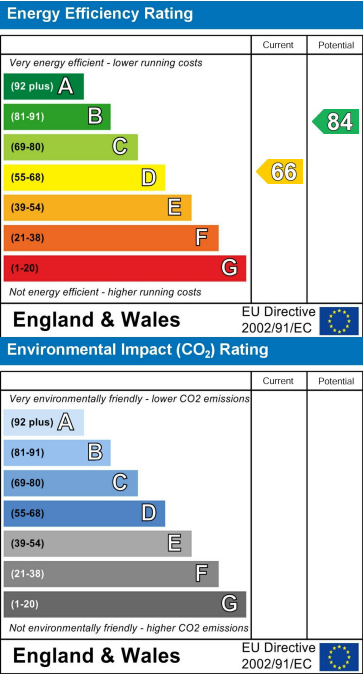 Energy Efficiency Rating
Current Potential
Very energy efficient - lower running costs
(92 plus) A
(81-91) B
84
(69-80) C
(55-68) D
66
(39-54) E
(21-38) F
(1-20) G
Not energy efficient - higher running costs
England & Wales
EU Directive
2002/91/EC
Environmental Impact (CO₂) Rating
Current Potential
Very environmentally friendly - lower CO2 emissions
(92 plus) A
(81-91) B
(69-80) C
(55-68) D
(39-54) E
(21-38) F
(1-20) G
Not environmentally friendly - higher CO2 emissions
England & Wales
EU Directive
2002/91/EC